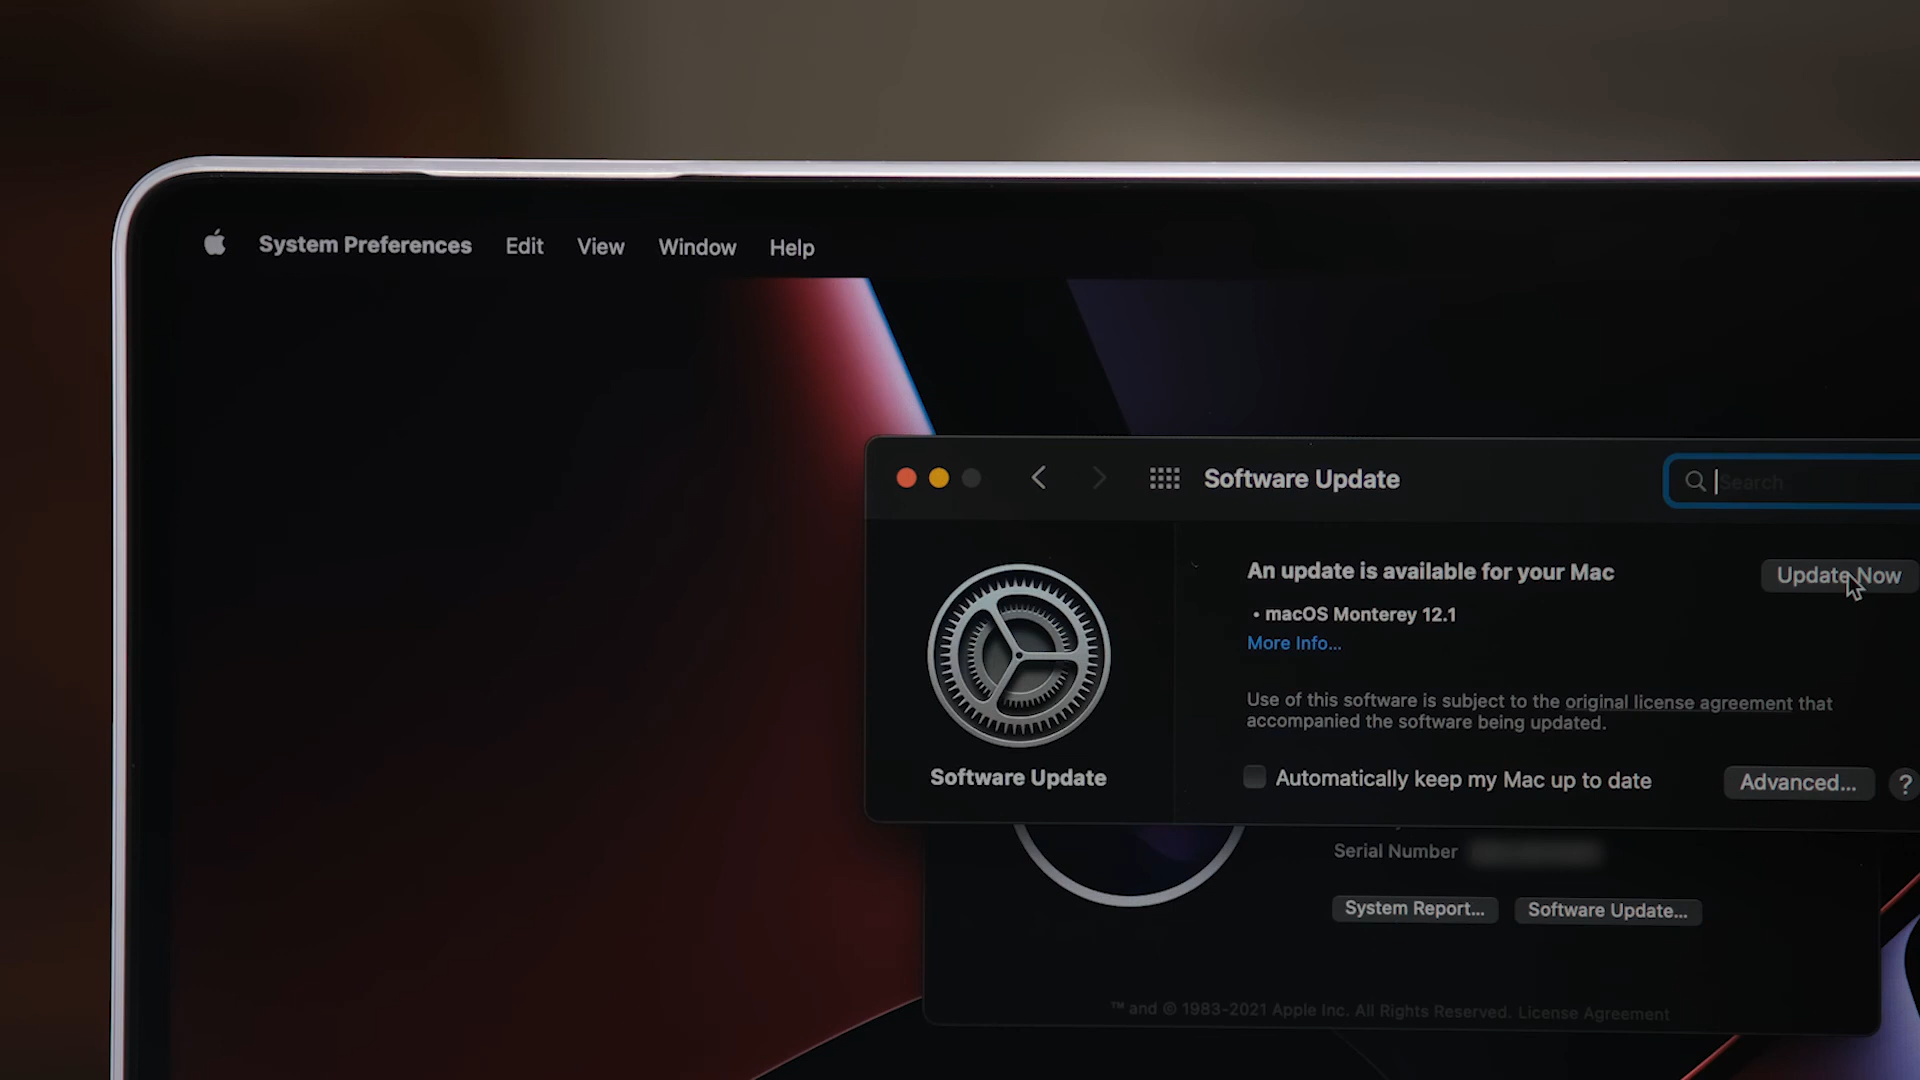 System Preferences Edit View Window Help
Software Update
Search
An update is available for your Mac
Update Now
• macOS Monterey 12.1
More Info...
Use of this software is subject to the original license agreement that
accompanied the software being updated.
Software Update
Automatically keep my Mac up to date
Advanced...
?
Serial Number
System Report...
Software Update...
™ and © 1983-2021 Apple Inc. All Rights Reserved. License Agreement